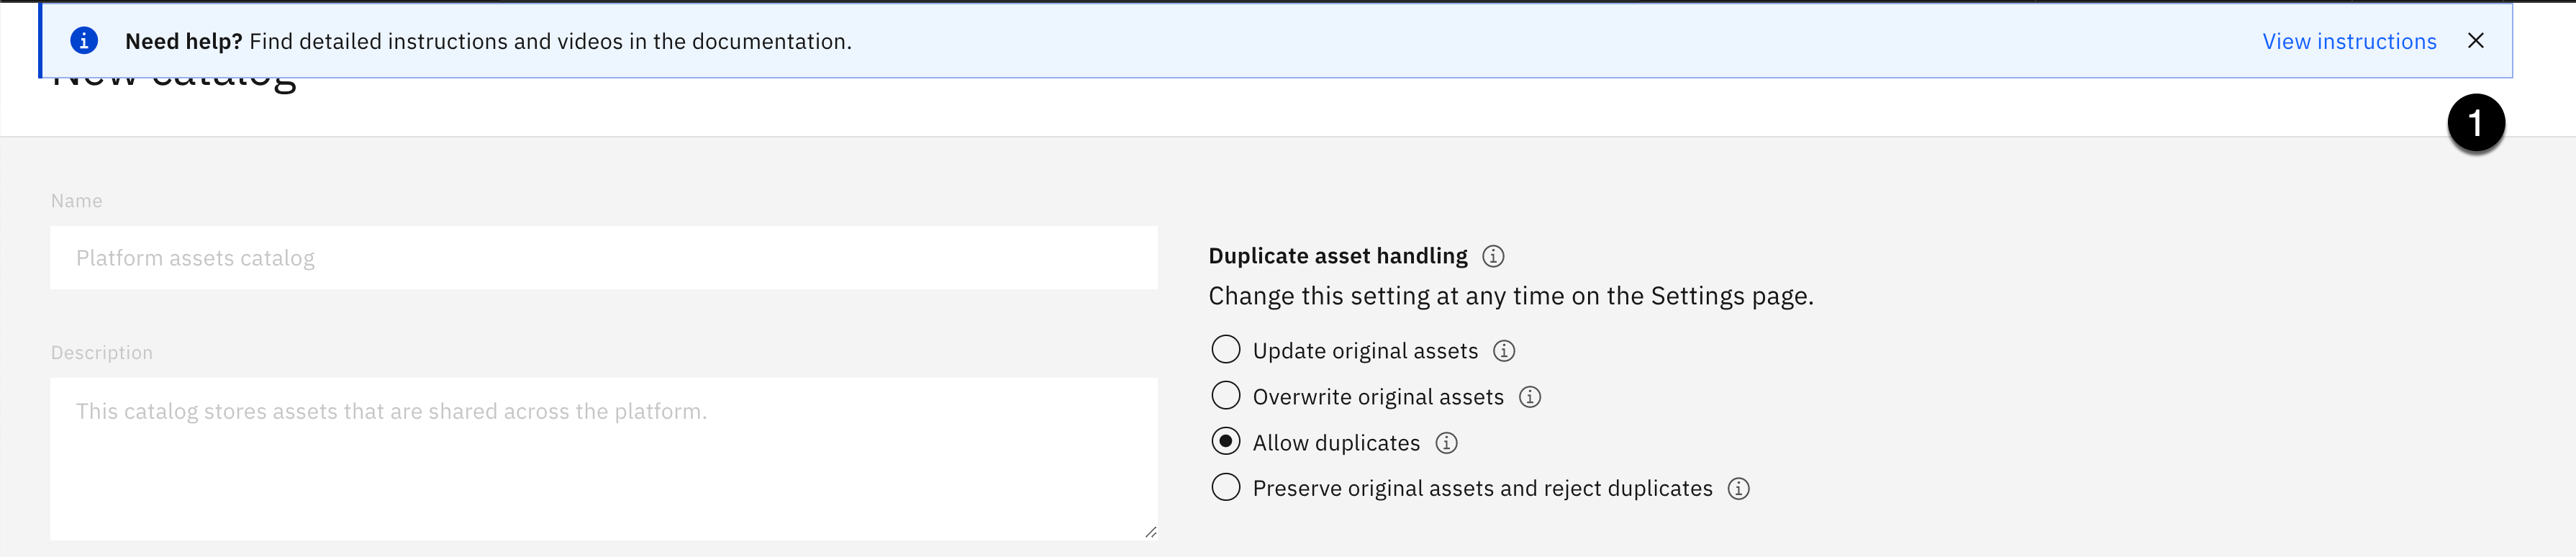 Need help? Find detailed instructions and videos in the documentation.
View instructions
New catalog
1
Name
Platform assets catalog
Description
This catalog stores assets that are shared across the platform.
Duplicate asset handling
Change this setting at any time on the Settings page.
Update original assets
Overwrite original assets
Allow duplicates
Preserve original assets and reject duplicates